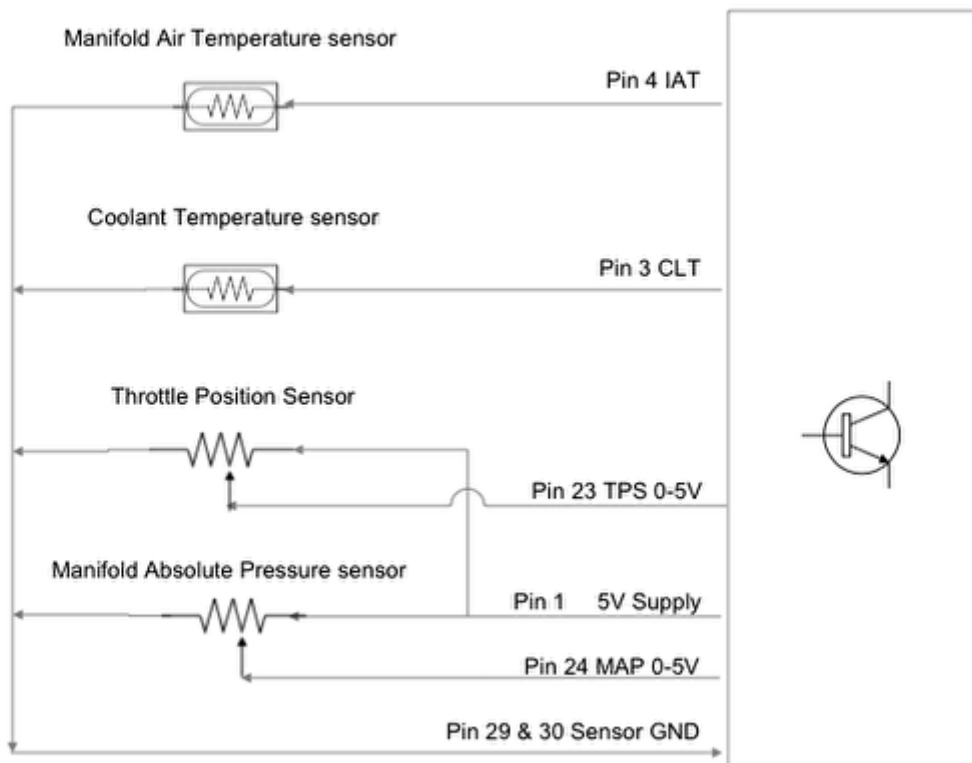 Manifold Air Temperature sensor
Pin 4 IAT
Coolant Temperature sensor
Pin 3 CLT
Throttle Position Sensor
Pin 23 TPS 0-5V
Manifold Absolute Pressure sensor
Pin 1 5V Supply
Pin 24 MAP 0-5V
Pin 29 & 30 Sensor GND